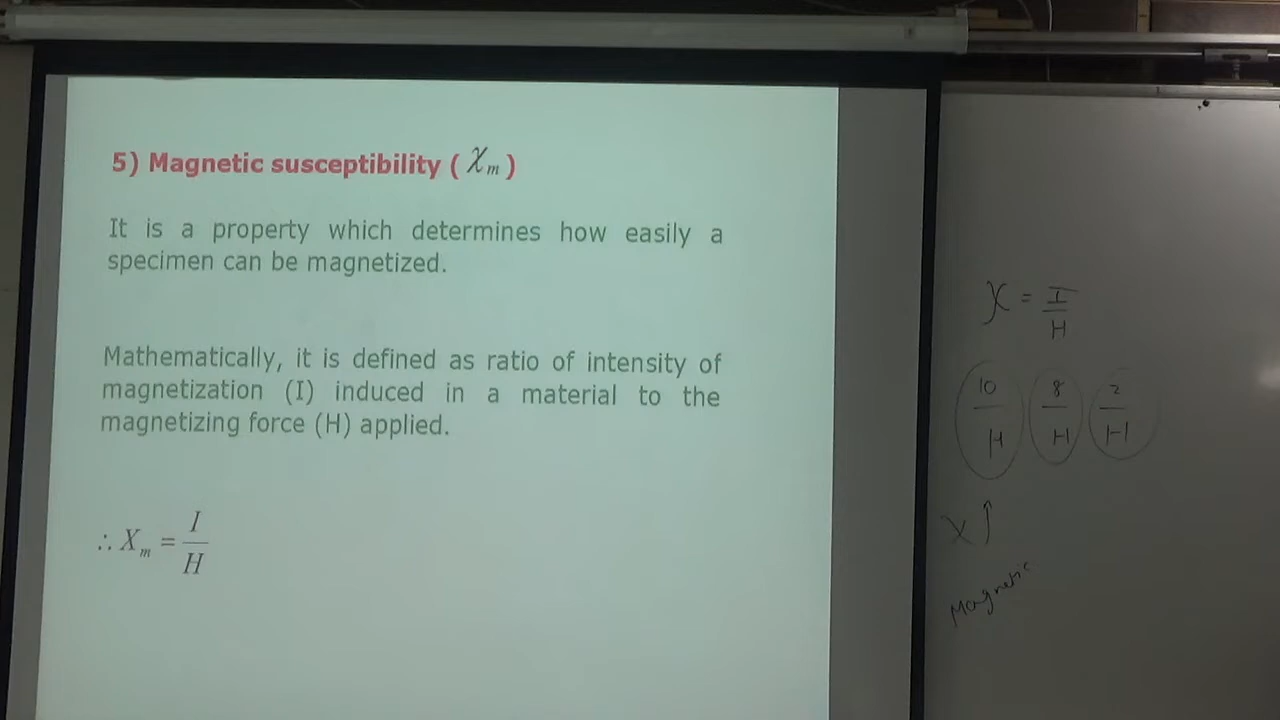 5) Magnetic susceptibility ( χm )
It is a property which determines how easily a
specimen can be magnetized.
Mathematically, it is defined as ratio of intensity of
magnetization (I) induced in a material to the
magnetizing force (H) applied.
∴ Xm = I/H
χ = I/H
10/H 8/H 2/H
χ↑
Magnetic